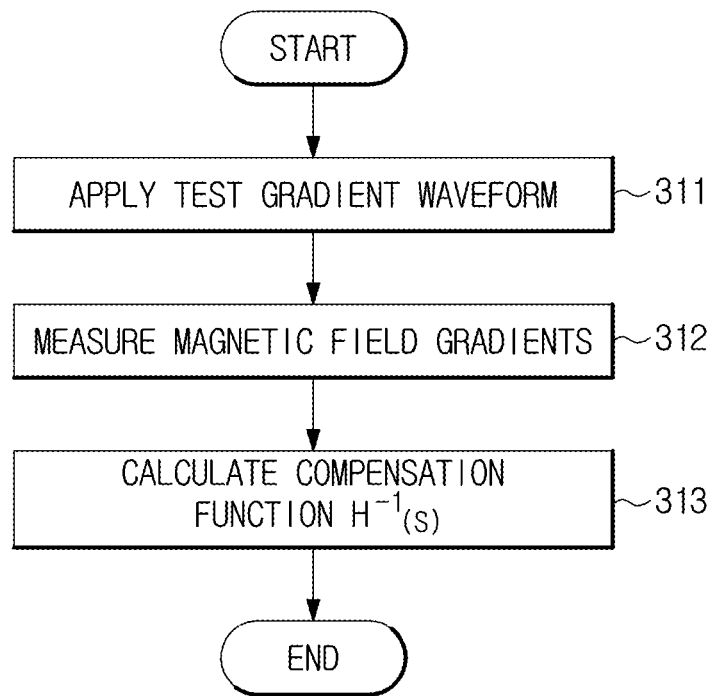 START
APPLY TEST GRADIENT WAVEFORM
311
MEASURE MAGNETIC FIELD GRADIENTS
312
CALCULATE COMPENSATION
FUNCTION H⁻¹(S)
313
END